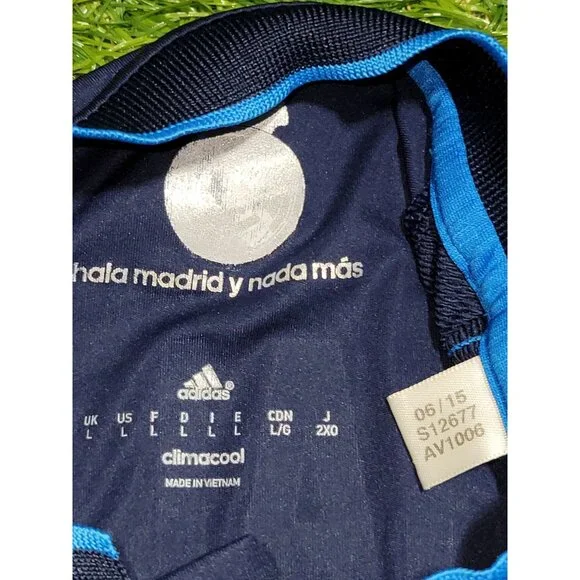 hala madrid y nada más
adidas®
UK US F D I E CDN J
L L L L L L L/G 2XO
climacool
MADE IN VIETNAM
06/15
S12677
AV1006